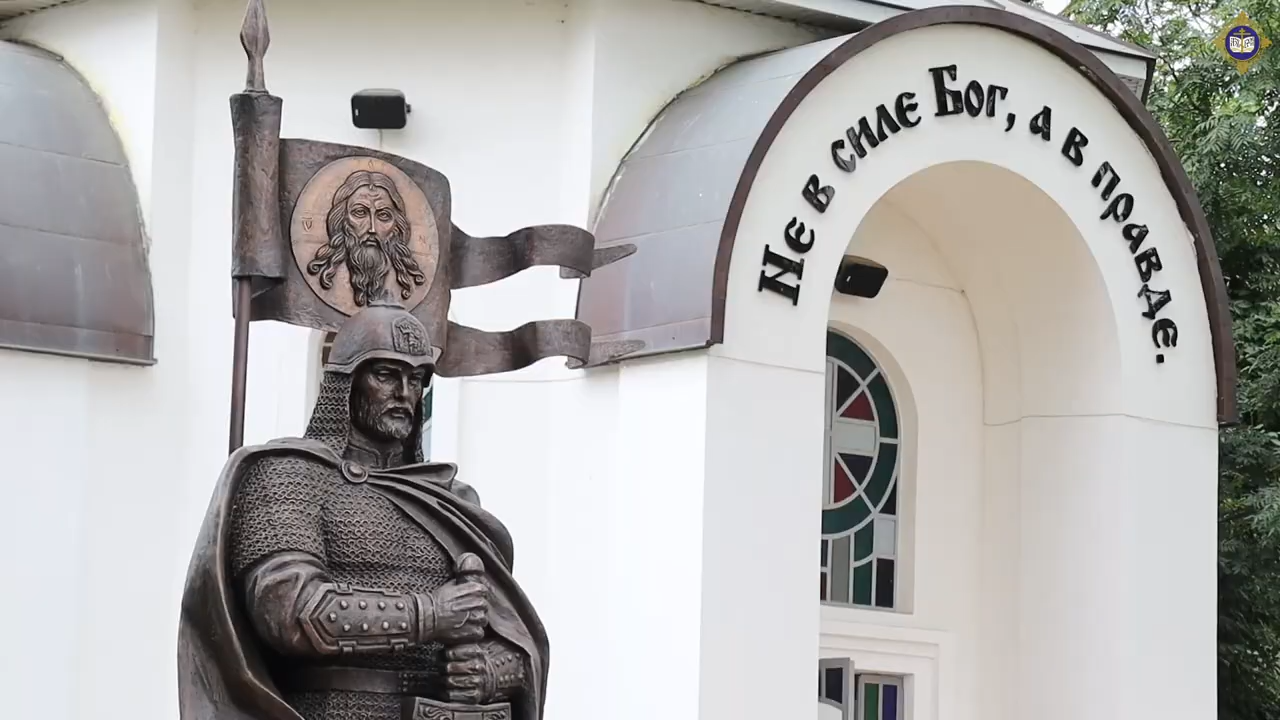 Не в силе Бог, а в правде.